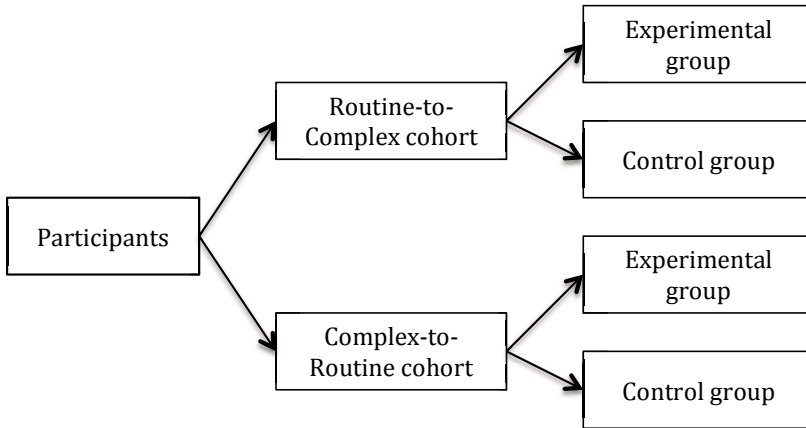 Participants
Routine-to-
Complex cohort
Experimental
group
Control group
Complex-to-
Routine cohort
Experimental
group
Control group